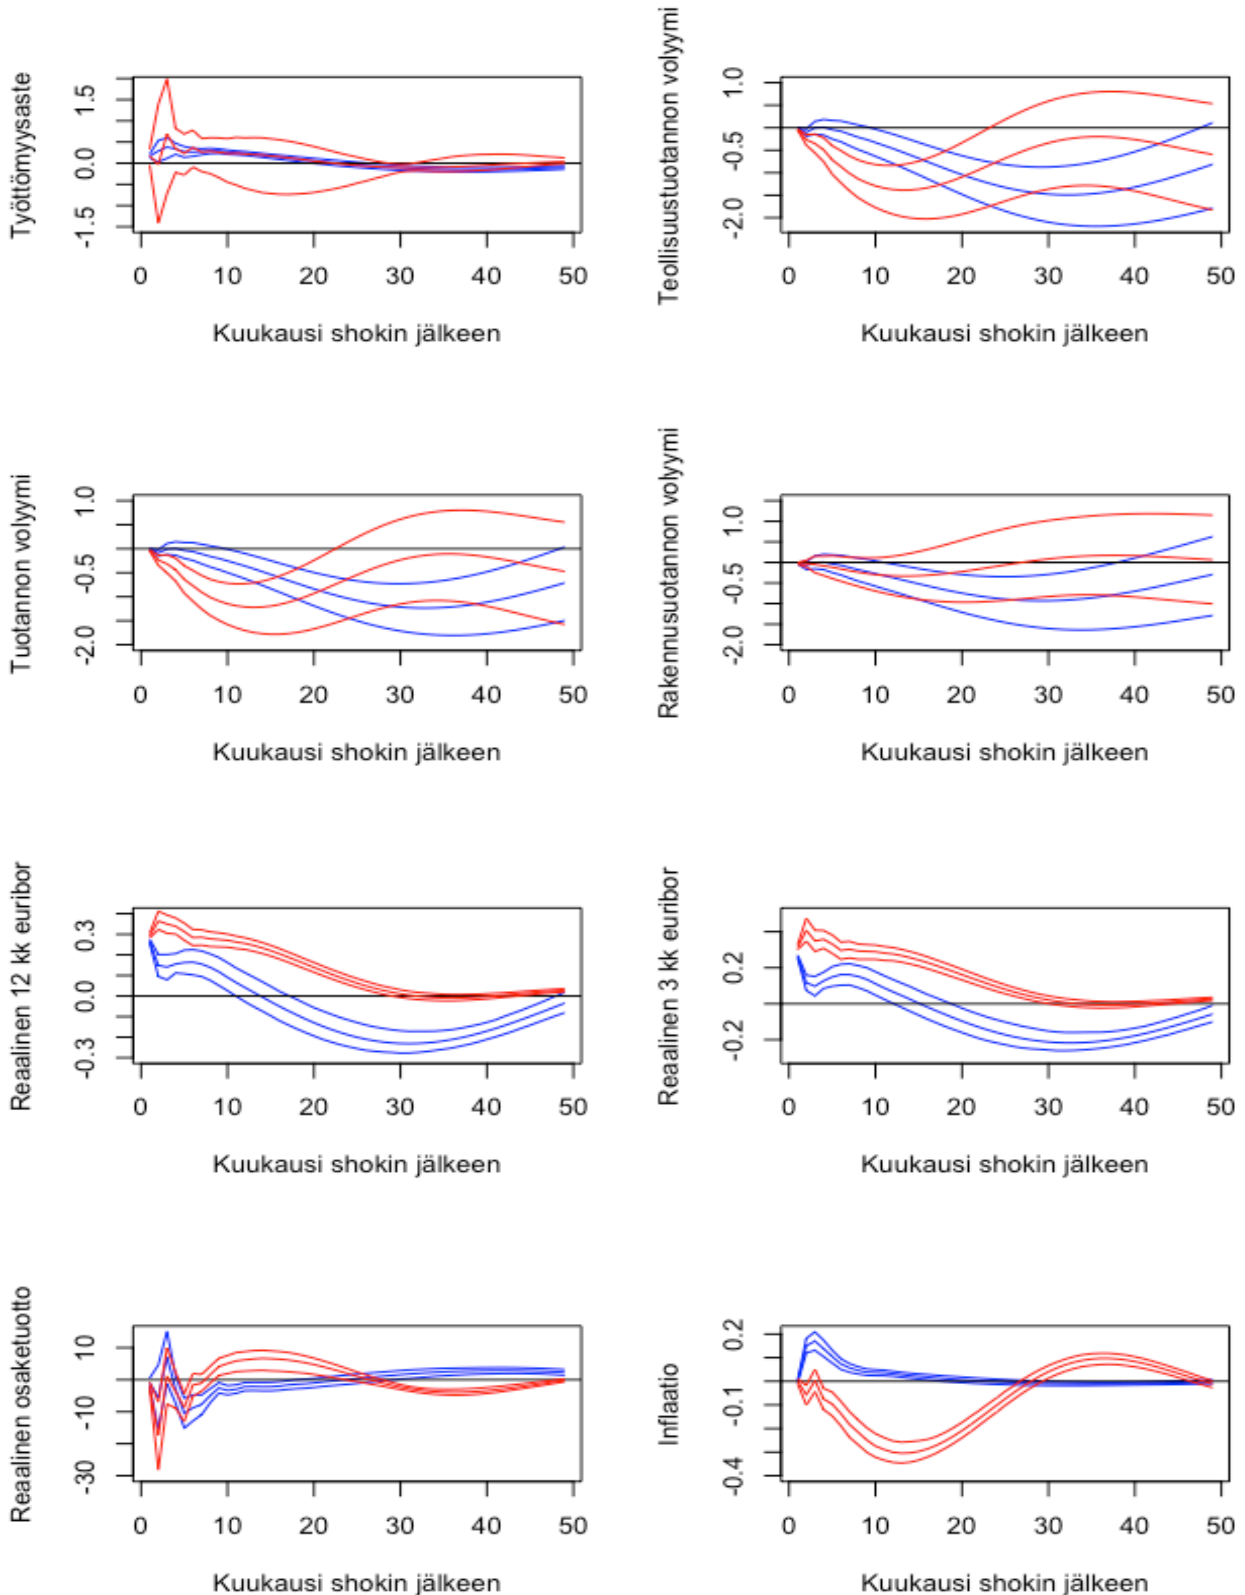 Työttömyysaste
1.5
0.0
-1.5
0 10 20 30 40 50
Kuukausi shokin jälkeen
Teollisuustuotannon volyymi
1.0
-0.5
-2.0
0 10 20 30 40 50
Kuukausi shokin jälkeen
Tuotannon volyymi
1.0
-0.5
-2.0
0 10 20 30 40 50
Kuukausi shokin jälkeen
Rakennusuotannon volyymi
1.0
-0.5
-2.0
0 10 20 30 40 50
Kuukausi shokin jälkeen
Reaalinen 12 kk euribor
0.3
0.0
-0.3
0 10 20 30 40 50
Kuukausi shokin jälkeen
Reaalinen 3 kk euribor
0.2
-0.2
0 10 20 30 40 50
Kuukausi shokin jälkeen
Reaalinen osaketuotto
10
-10
-30
0 10 20 30 40 50
Kuukausi shokin jälkeen
Inflaatio
0.2
-0.1
-0.4
0 10 20 30 40 50
Kuukausi shokin jälkeen